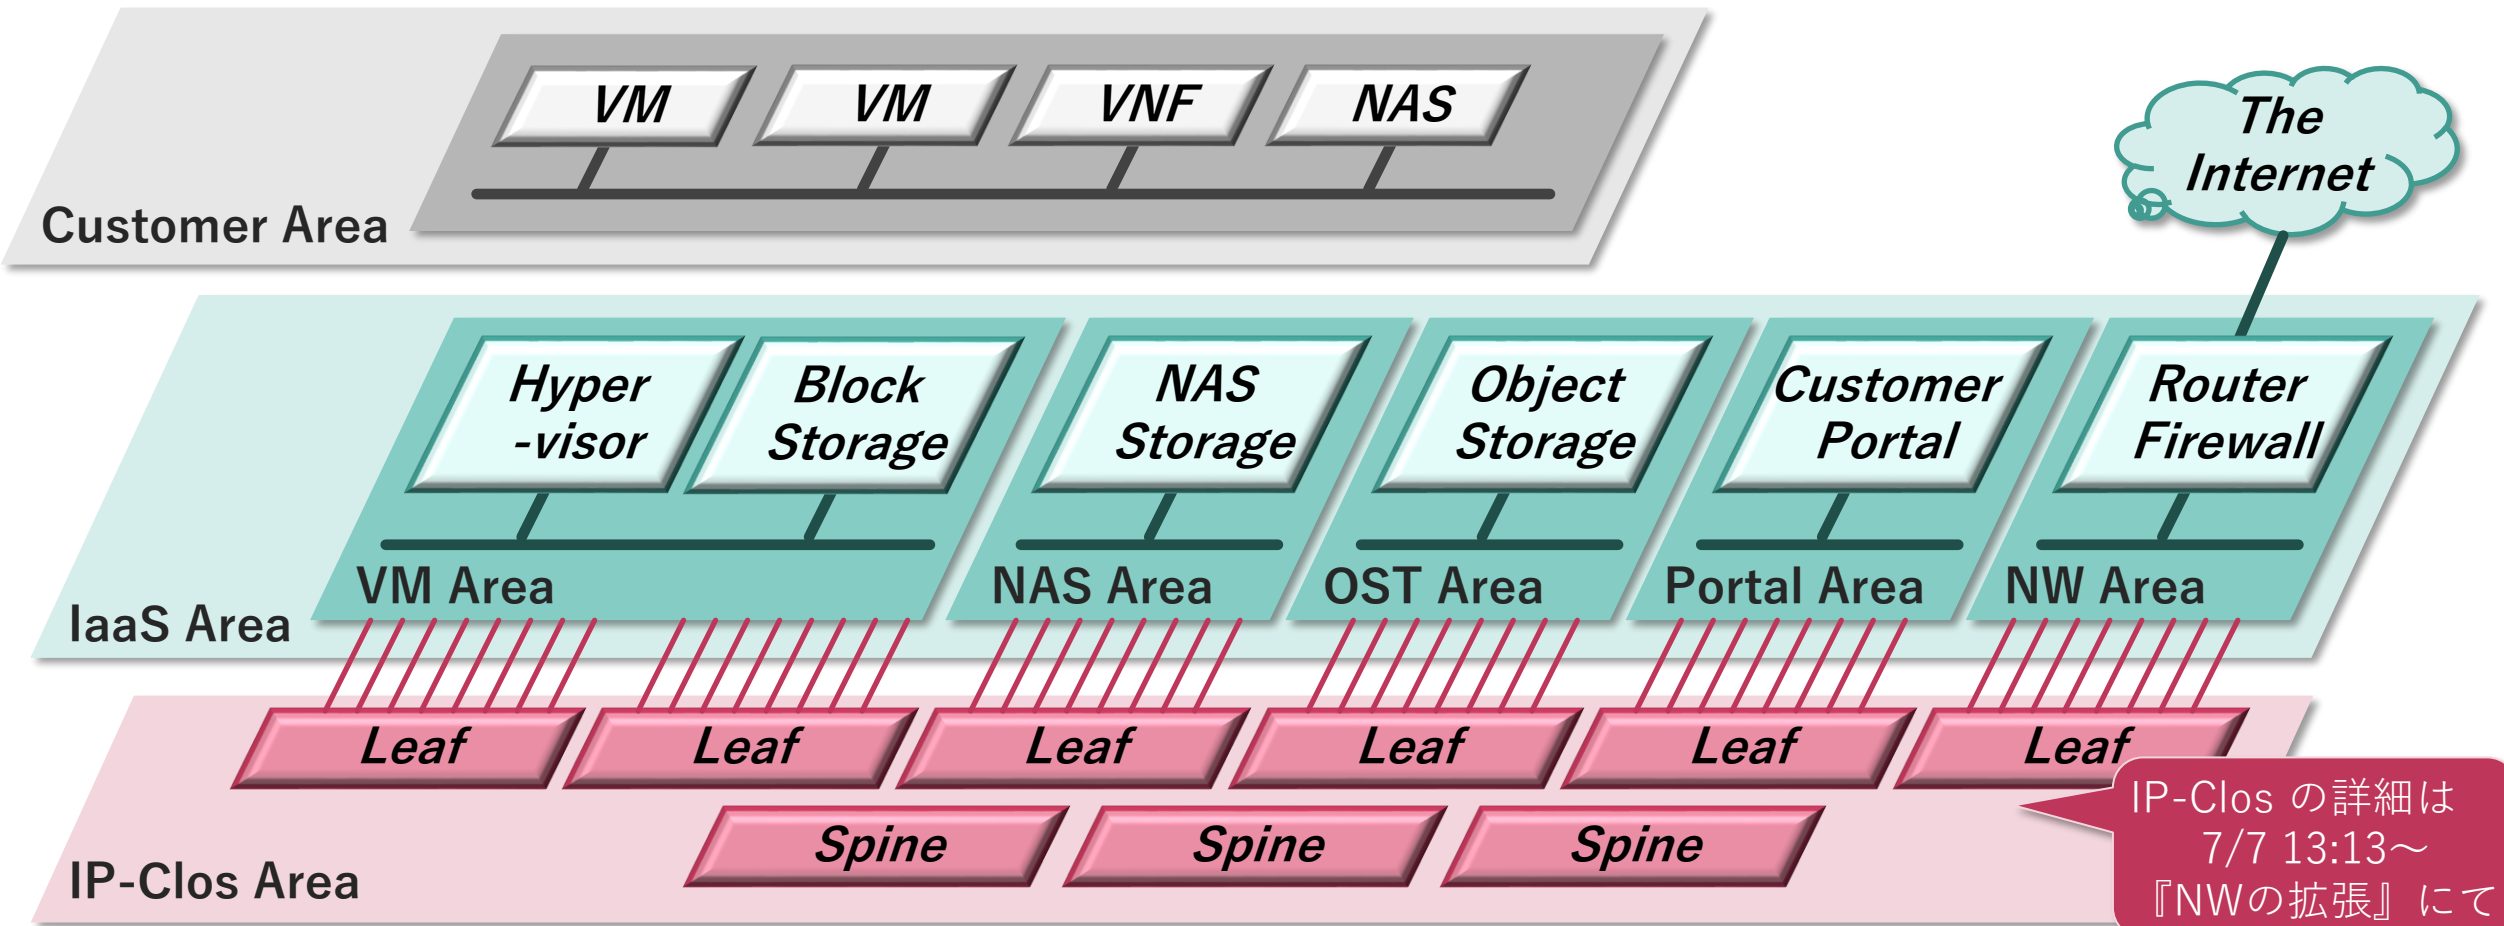 VM
VM
VNF
NAS
Customer Area
The
Internet
Hyper
-visor
Block
Storage
NAS
Storage
Object
Storage
Customer
Portal
Router
Firewall
VM Area
NAS Area
OST Area
Portal Area
NW Area
IaaS Area
Leaf
Leaf
Leaf
Leaf
Leaf
Leaf
Spine
Spine
Spine
IP-Clos Area
IP-Clos の詳細は
7/7 13:13～
『NWの拡張』にて